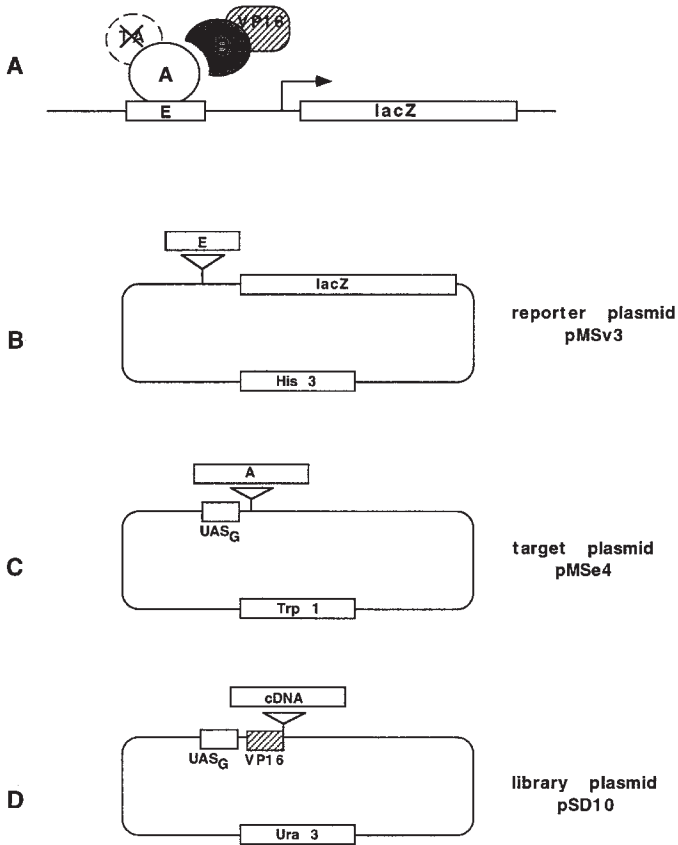 A
TA
B
VP16
A
E
lacZ
B
E
lacZ
His 3
reporter plasmid
pMSv3
C
A
UASG
Trp 1
target plasmid
pMSe4
D
cDNA
UASG
VP16
Ura 3
library plasmid
pSD10